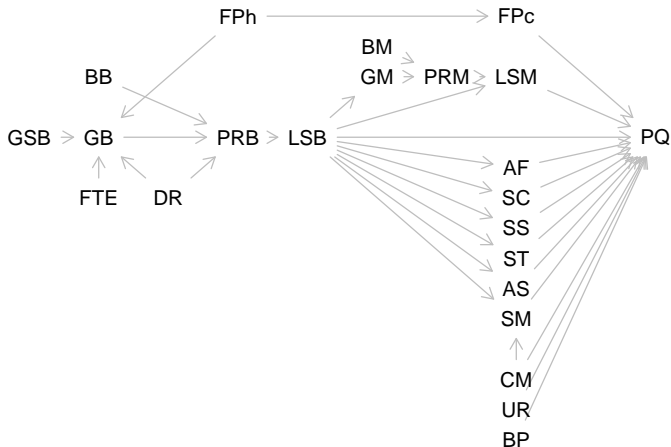 FPh FPc
BM
BB GM PRM LSM
GSB GB PRB LSB PQ
AF
FTE DR SC
SS
ST
AS
SM
CM
UR
BP